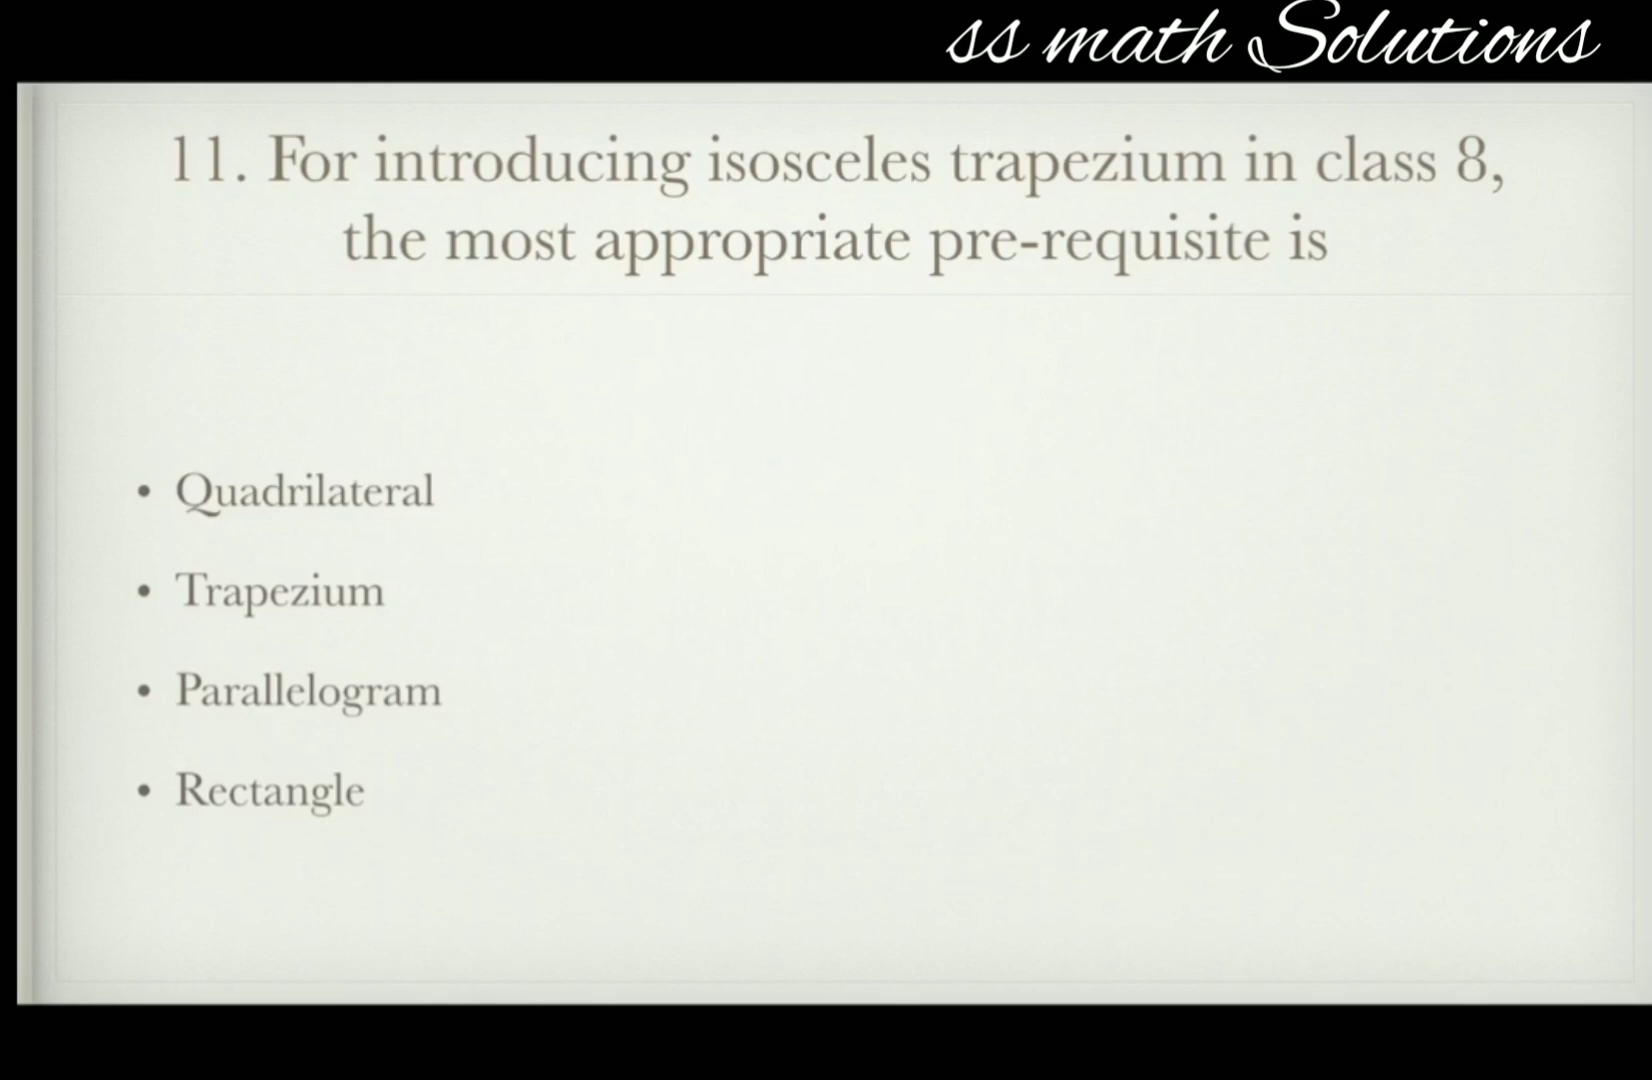 ss math Solutions
11. For introducing isosceles trapezium in class 8,
the most appropriate pre-requisite is
• Quadrilateral
• Trapezium
• Parallelogram
• Rectangle